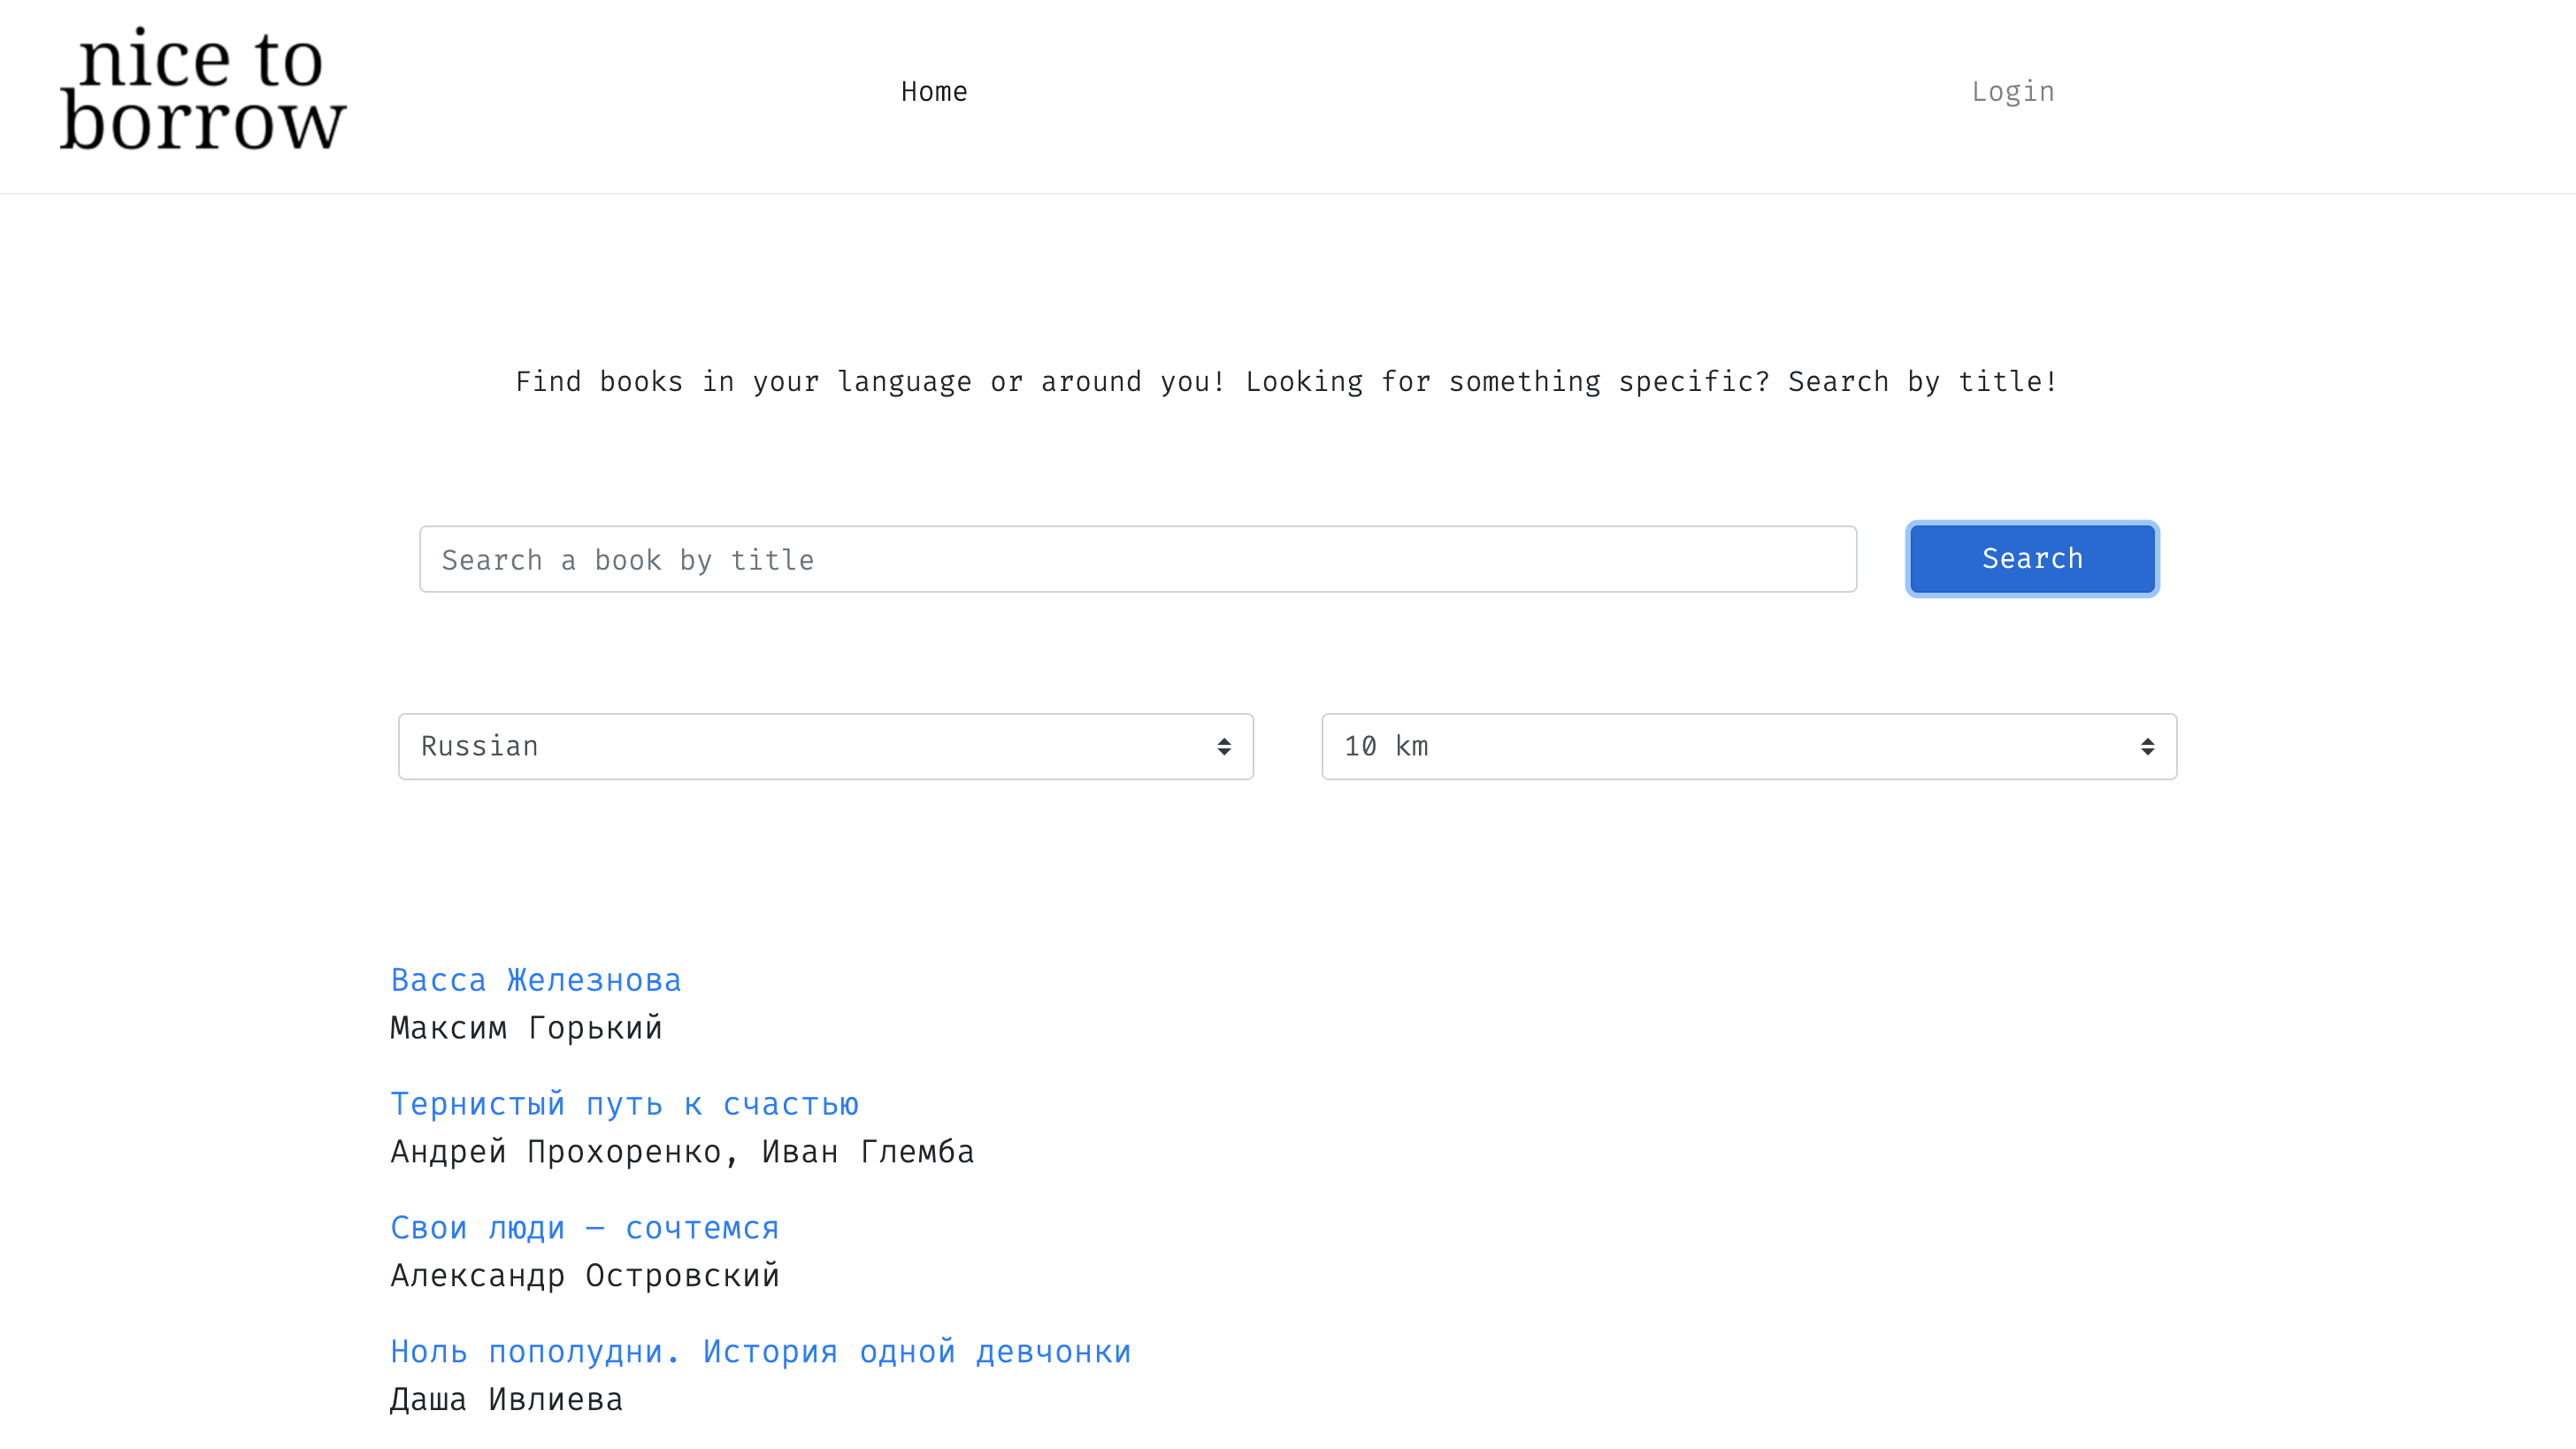 nice to
borrow
Home
Login
Find books in your language or around you! Looking for something specific? Search by title!
Search a book by title
Search
Russian
10 km
Васса Железнова
Максим Горький
Тернистый путь к счастью
Андрей Прохоренко, Иван Глемба
Свои люди – сочтемся
Александр Островский
Ноль пополудни. История одной девчонки
Даша Ивлиева